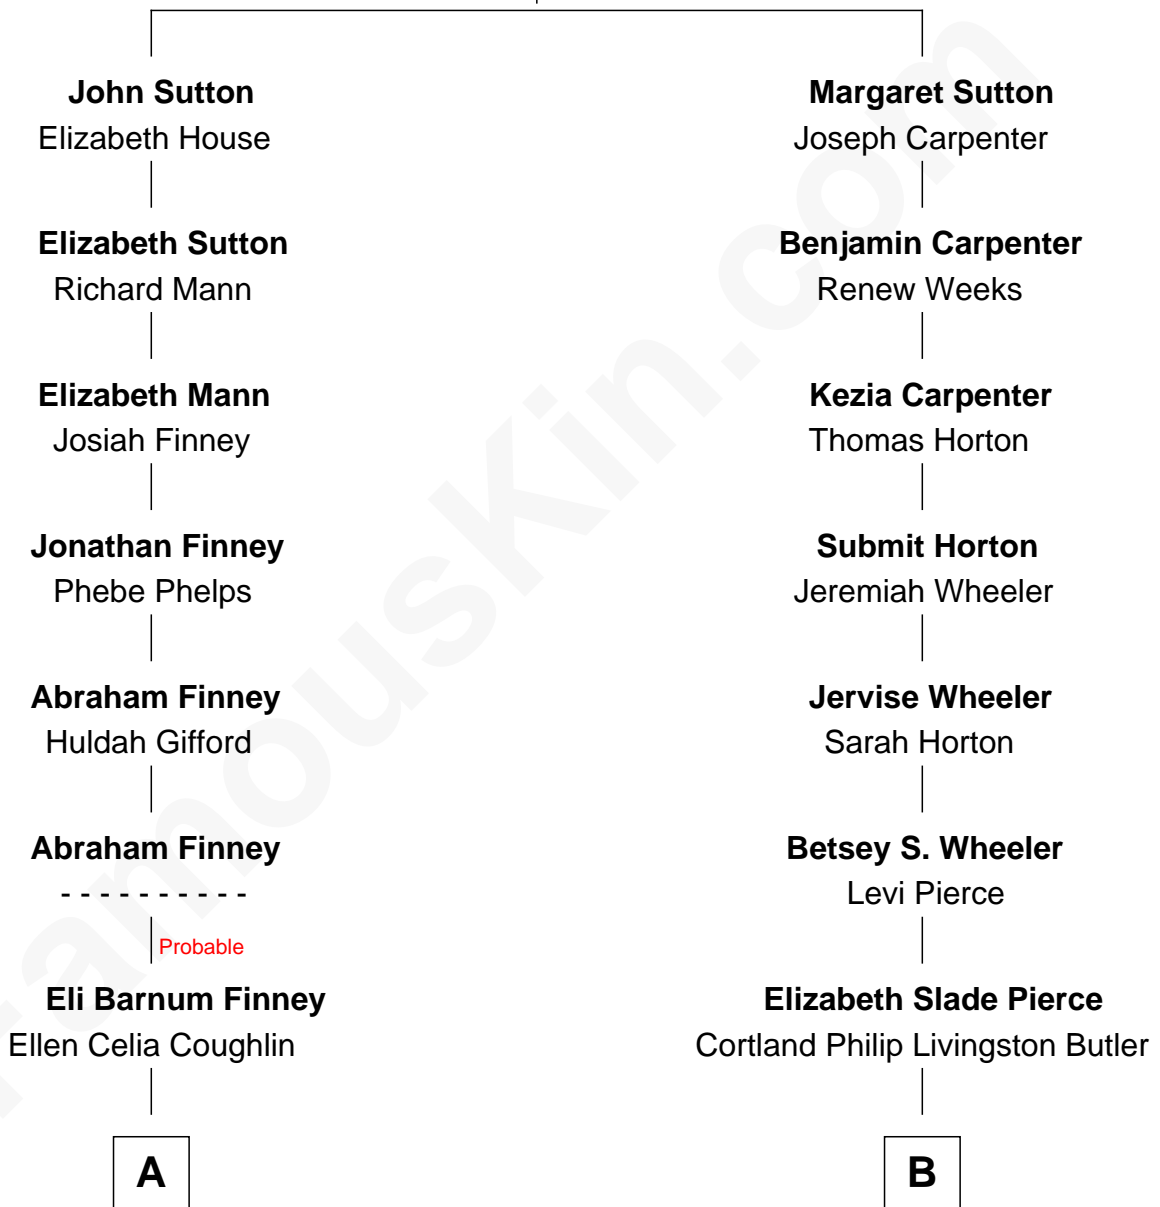 John Sutton
Elizabeth House
Elizabeth Sutton
Richard Mann
Elizabeth Mann
Josiah Finney
Jonathan Finney
Phebe Phelps
Abraham Finney
Huldah Gifford
Abraham Finney
- - - - - - - - - -
Probable
Eli Barnum Finney
Ellen Celia Coughlin
A
Margaret Sutton
Joseph Carpenter
Benjamin Carpenter
Renew Weeks
Kezia Carpenter
Thomas Horton
Submit Horton
Jeremiah Wheeler
Jervise Wheeler
Sarah Horton
Betsey S. Wheeler
Levi Pierce
Elizabeth Slade Pierce
Cortland Philip Livingston Butler
B
FamousKin.com